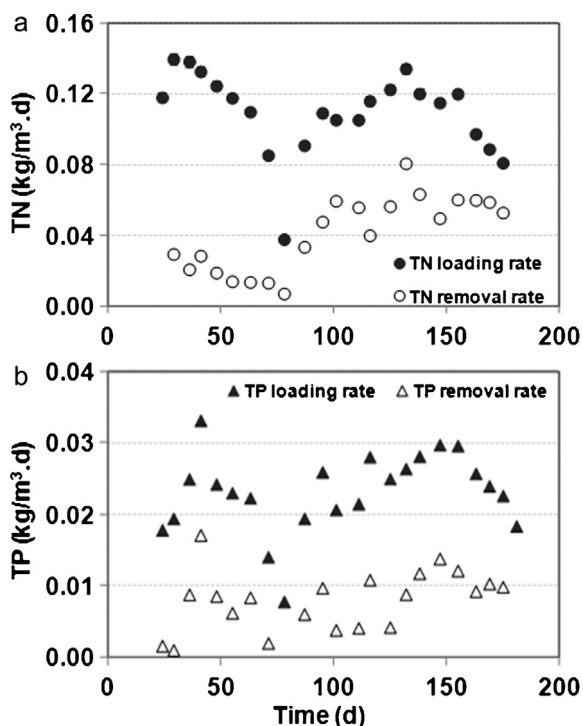 a
0.16
0.12
0.08
0.04
0.00
TN (kg/m³.d)
TN loading rate
TN removal rate
0 50 100 150 200
b
0.04
0.03
0.02
0.01
0.00
TP (kg/m³.d)
TP loading rate TP removal rate
0 50 100 150 200
Time (d)